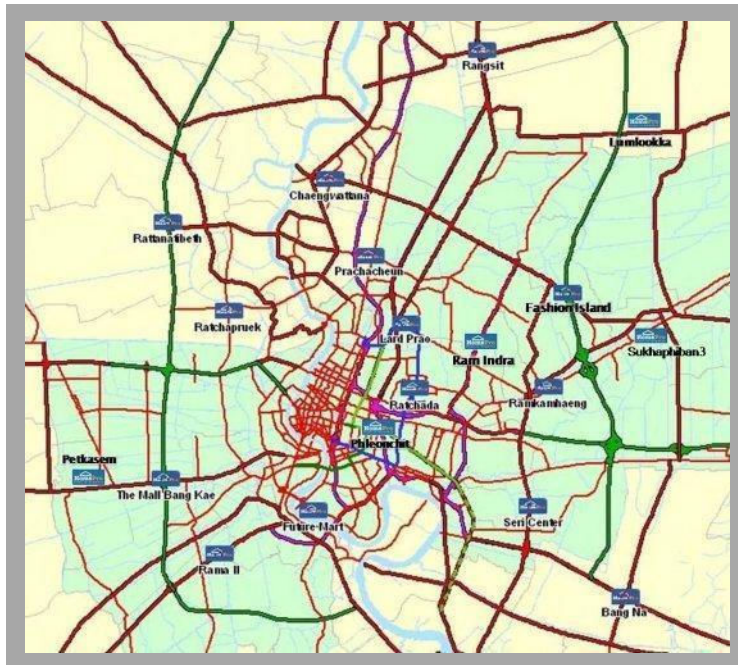 Rangsit
Lumlookka
Chaengwattana
Rattanatibeth
Prachacheun
Fashion Island
Ratchapruek
Lard Prao
Ram Indra
Sukhaphiban3
Ratchada
Ramkamhaeng
Phleonchit
Petkasem
The Mall Bang Kae
Future Mart
Seri Center
Rama II
Bang Na